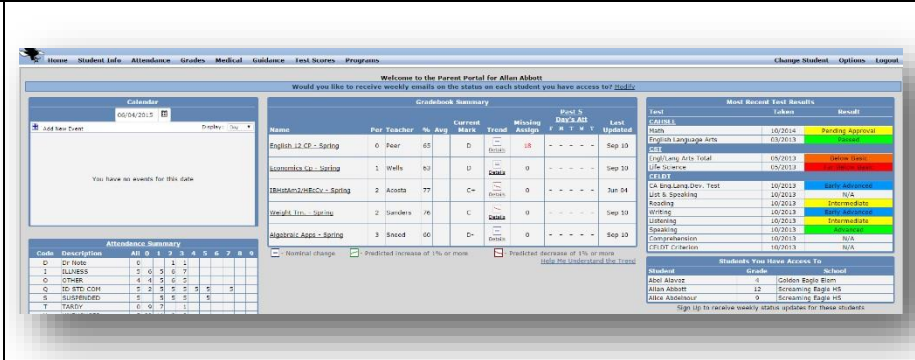 Home Student Info Attendance Grades Medical Guidance Test Scores Programs Change Student Options Logout
Welcome to the Parent Portal for Allan Abbott
Would you like to receive weekly emails on the status on each student you have access to? Modify
Calendar
06/04/2015
Add New Event Display: Day
You have no events for this date
Attendance Summary
Code Description All 0 1 2 3 4 5 6 7 8 9
D Dr Note
I ILLNESS
O OTHER
Q ID STD COM
S SUSPENDED
T TARDY
Gradebook Summary
Name Per Teacher % Avg Current Mark Trend Missing Assign Past 5 Day's Att F M T W T Last Updated
English 12 CP - Spring 0 Peer 65 D Details 18 - - - - - Sep 10
Economics Cp - Spring 1 Wells 63 D Details 0 - - - - - Sep 10
IBHstAm2/HEcCv - Spring 2 Acosta 77 C+ Details 0 - - - - - Jun 04
Weight Trn. - Spring 2 Sanders 76 C Details 0 - - - - - Sep 10
Algebraic Apps - Spring 3 Sneed 60 D- Details 0 - - - - - Sep 10
- Nominal change - Predicted increase of 1% or more - Predicted decrease of 1% or more
Help Me Understand the Trend
Most Recent Test Results
Test Taken Result
CAHSEE
Math 10/2014 Pending Approval
English Language Arts 03/2013 Passed
CST
Engl/Lang Arts Total 05/2013 Below Basic
Life Science 05/2013
CELDT
CA Eng.Lang.Dev. Test 10/2013 Early Advanced
List & Speaking 10/2013 N/A
Reading 10/2013 Intermediate
Writing 10/2013 Early Advanced
Listening 10/2013 Intermediate
Speaking 10/2013 Advanced
Comprehension 10/2013 N/A
CELDT Criterion 10/2013 N/A
Students You Have Access To
Student Grade School
Abel Alavez 4 Golden Eagle Elem
Allan Abbott 12 Screaming Eagle HS
Alice Abdelnour 9 Screaming Eagle HS
Sign Up to receive weekly status updates for these students